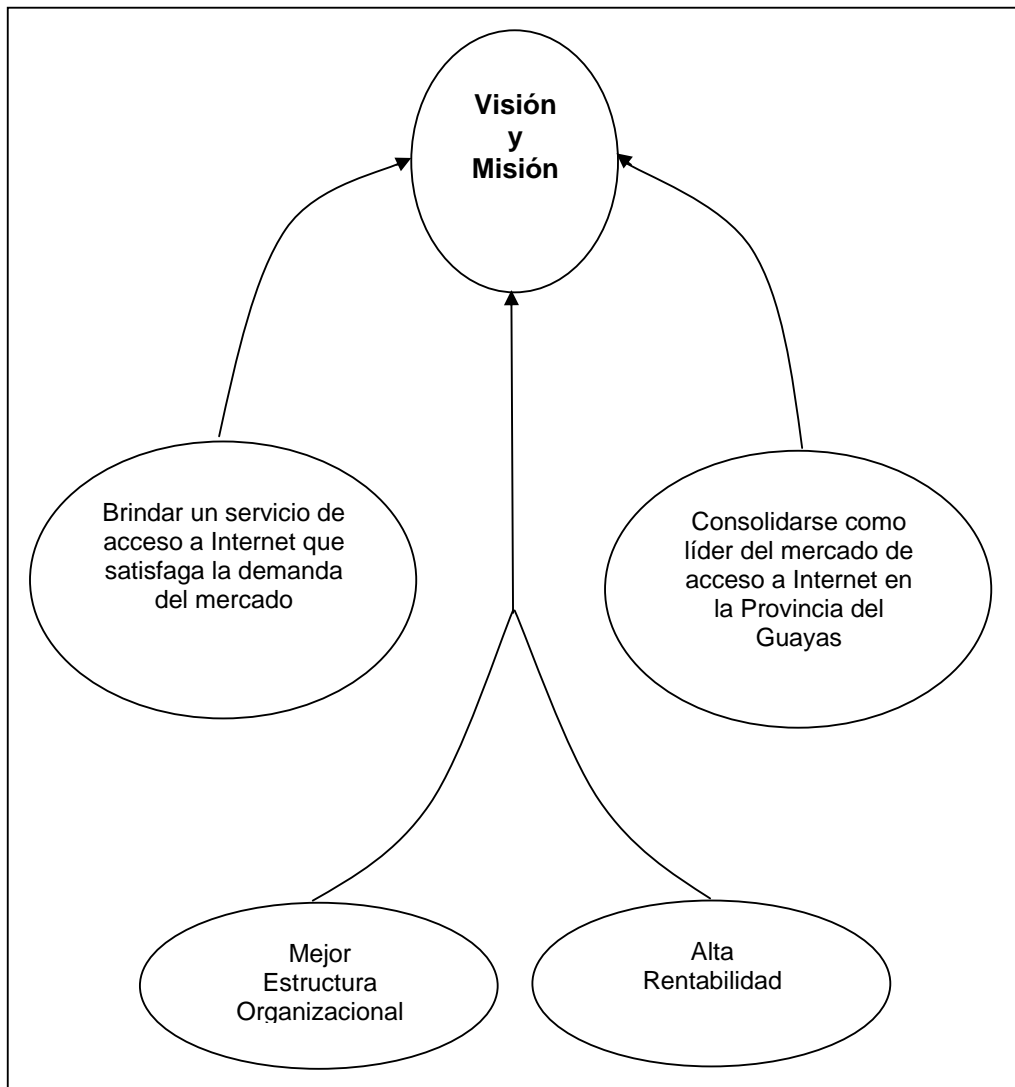 Visión
y
Misión
Brindar un servicio de
acceso a Internet que
satisfaga la demanda
del mercado
Consolidarse como
líder del mercado de
acceso a Internet en
la Provincia del
Guayas
Mejor
Estructura
Organizacional
Alta
Rentabilidad